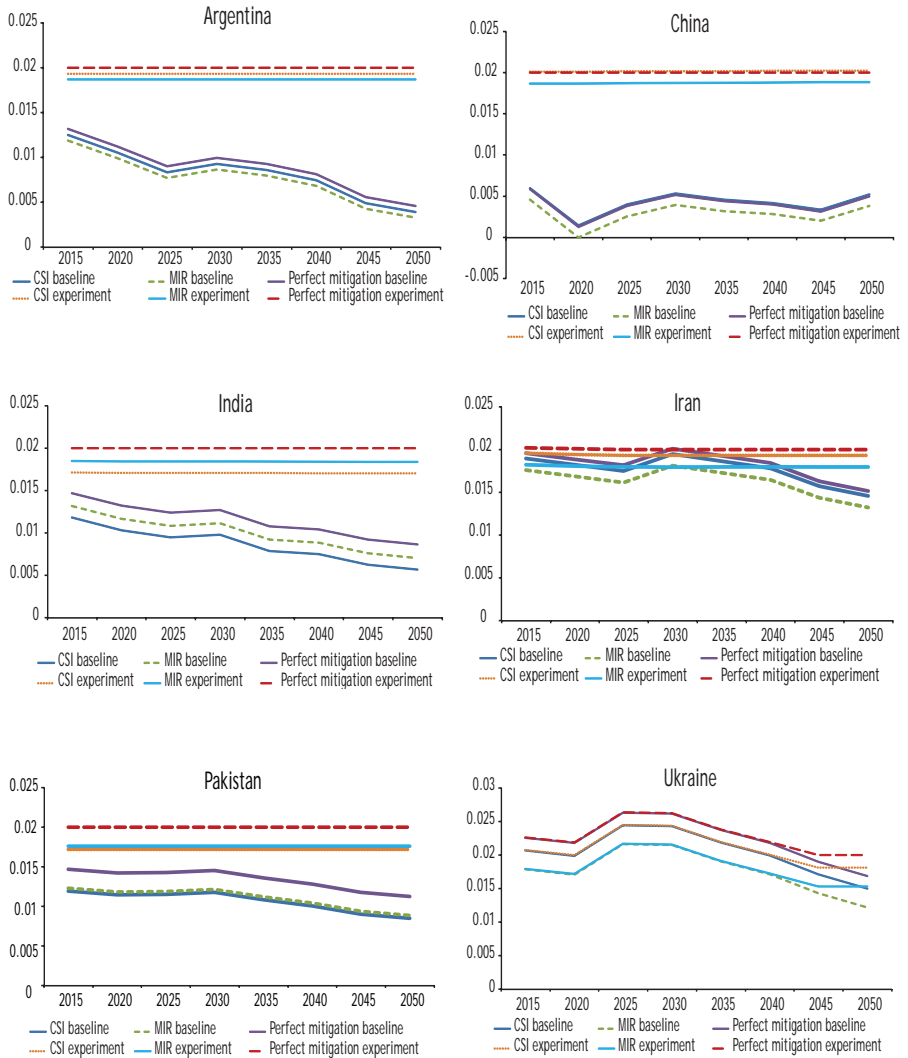 Argentina
0.025
0.02
0.015
0.01
0.005
0
2015 2020 2025 2030 2035 2040 2045 2050
CSI baseline MIR baseline Perfect mitigation baseline
CSI experiment MIR experiment Perfect mitigation experiment
China
0.025
0.02
0.015
0.01
0.005
0
-0.005
2015 2020 2025 2030 2035 2040 2045 2050
CSI baseline MIR baseline Perfect mitigation baseline
CSI experiment MIR experiment Perfect mitigation experiment
India
0.025
0.02
0.015
0.01
0.005
0
2015 2020 2025 2030 2035 2040 2045 2050
CSI baseline MIR baseline Perfect mitigation baseline
CSI experiment MIR experiment Perfect mitigation experiment
Iran
0.025
0.02
0.015
0.01
0.005
0
2015 2020 2025 2030 2035 2040 2045 2050
CSI baseline MIR baseline Perfect mitigation baseline
CSI experiment MIR experiment Perfect mitigation experiment
Pakistan
0.025
0.02
0.015
0.01
0.005
0
2015 2020 2025 2030 2035 2040 2045 2050
CSI baseline MIR baseline Perfect mitigation baseline
CSI experiment MIR experiment Perfect mitigation experiment
Ukraine
0.03
0.025
0.02
0.015
0.01
0.005
0
2015 2020 2025 2030 2035 2040 2045 2050
CSI baseline MIR baseline Perfect mitigation baseline
CSI experiment MIR experiment Perfect mitigation experiment